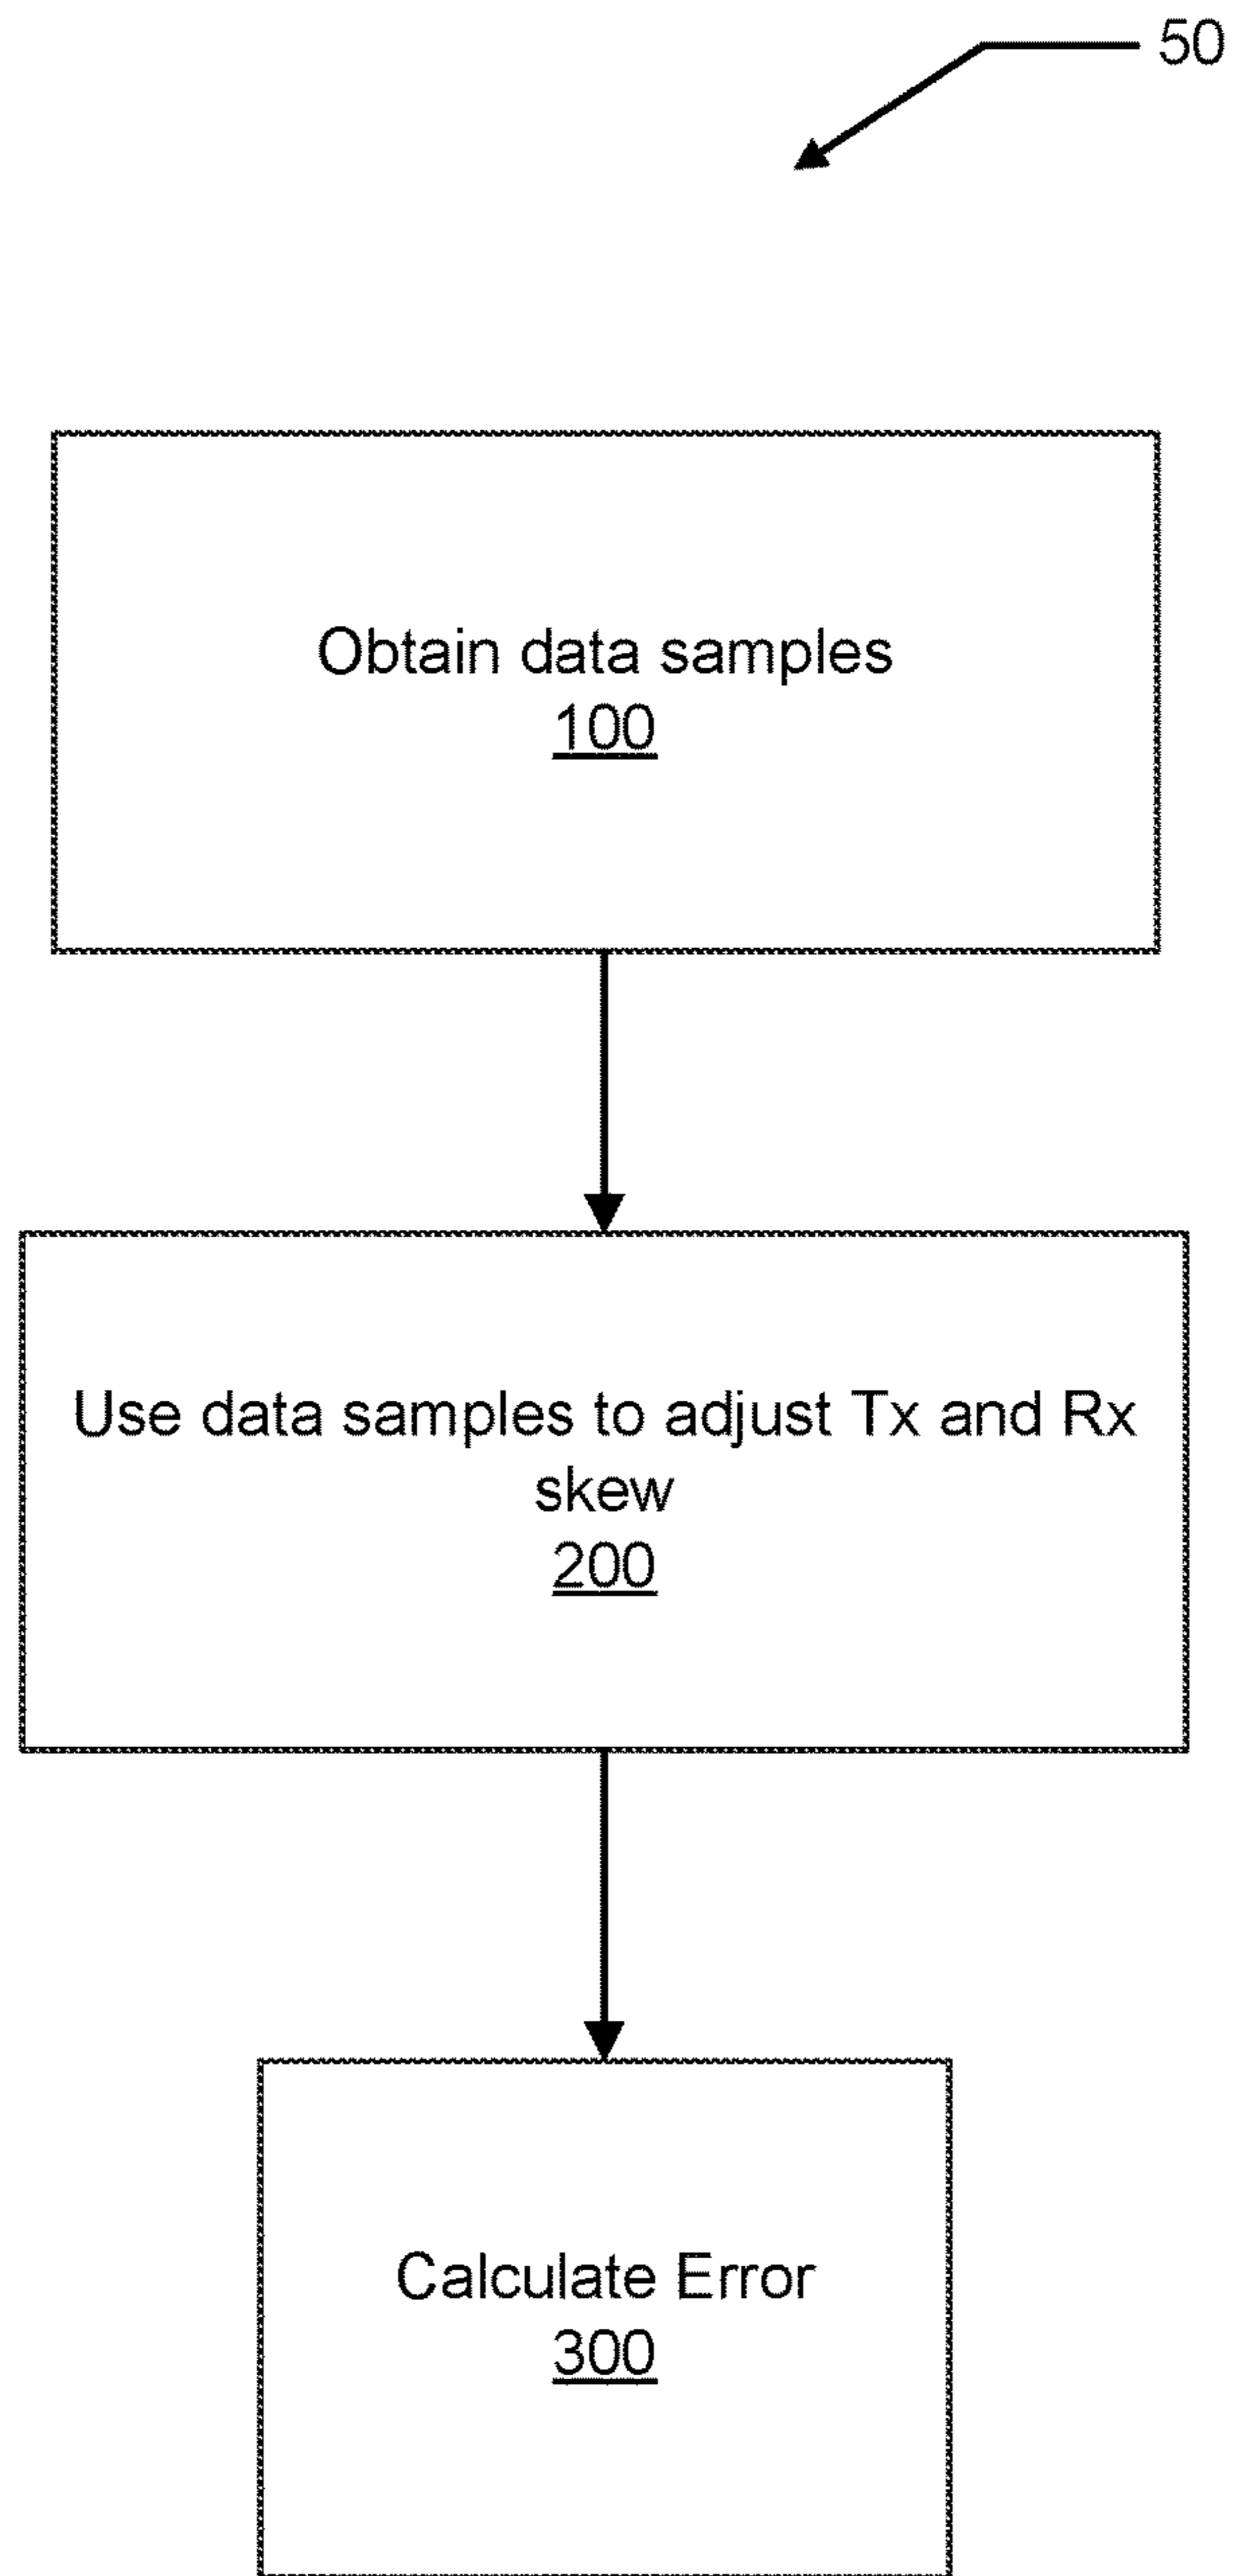 50
Obtain data samples
100
Use data samples to adjust Tx and Rx
skew
200
Calculate Error
300